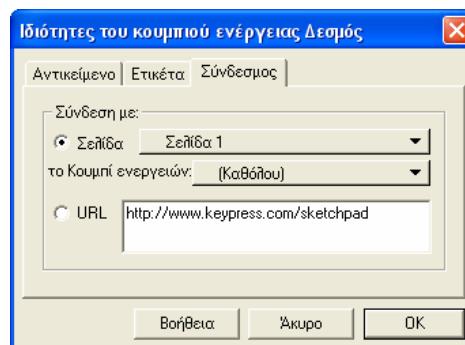 Ιδιότητες του κουμπιού ενέργειας Δεσμός
Αντικείμενο Ετικέτα Σύνδεσμος
Σύνδεση με:
Σελίδα Σελίδα 1
το Κουμπί ενεργειών: (Καθόλου)
URL http://www.keypress.com/sketchpad
Βοήθεια Άκυρο OK